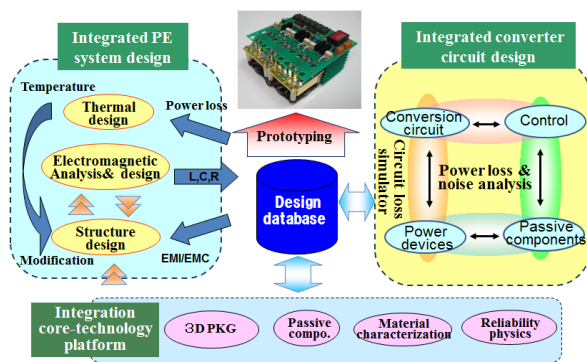 Integrated PE
system design
Integrated converter
circuit design
Temperature
Thermal
design
Power loss
Prototyping
Electromagnetic
Analysis& design
L,C,R
Structure
design
Modification
EMI/EMC
Design
database
Circuit loss
simulator
Conversion
circuit
Control
Power loss &
noise analysis
Power
devices
Passive
components
Integration
core-technology
platform
3D PKG
Passive
compo.
Material
characterization
Reliability
physics